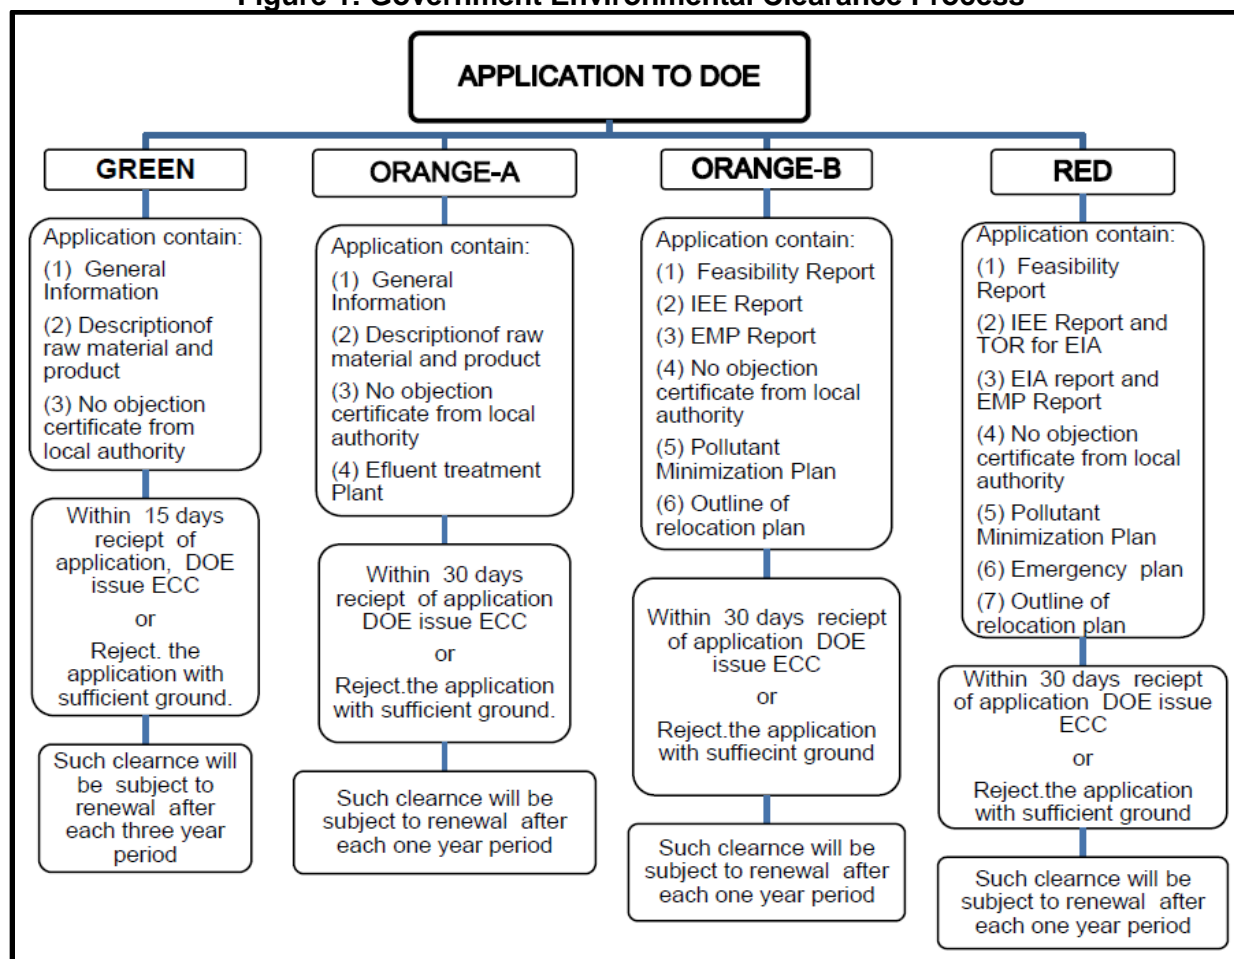 Figure 1: Government Environmental Clearance Process
APPLICATION TO DOE
GREEN
Application contain:
(1) General
Information
(2) Descriptionof
raw material and
product
(3) No objection
certificate from
local authority
Within 15 days
reciept of
application, DOE
issue ECC
or
Reject. the
application with
sufficient ground.
Such clearnce will
be subject to
renewal after
each three year
period
ORANGE-A
Application contain:
(1) General
Information
(2) Descriptionof raw
material and product
(3) No objection
certificate from local
authority
(4) Efluent treatment
Plant
Within 30 days
reciept of application
DOE issue ECC
or
Reject.the application
with sufficient ground.
Such clearnce will be
subject to renewal after
each one year period
ORANGE-B
Application contain:
(1) Feasibility Report
(2) IEE Report
(3) EMP Report
(4) No objection
certificate from local
authority
(5) Pollutant
Minimization Plan
(6) Outline of
relocation plan
Within 30 days reciept
of application DOE
issue ECC
or
Reject.the application
with suffiecint ground
Such clearnce will be
subject to renewal after
each one year period
RED
Application contain:
(1) Feasibility
Report
(2) IEE Report and
TOR for EIA
(3) EIA report and
EMP Report
(4) No objection
certificate from local
authority
(5) Pollutant
Minimization Plan
(6) Emergency plan
(7) Outline of
relocation plan
Within 30 days reciept
of application DOE issue
ECC
or
Reject.the application
with sufficient ground
Such clearnce will be
subject to renewal after
each one year period